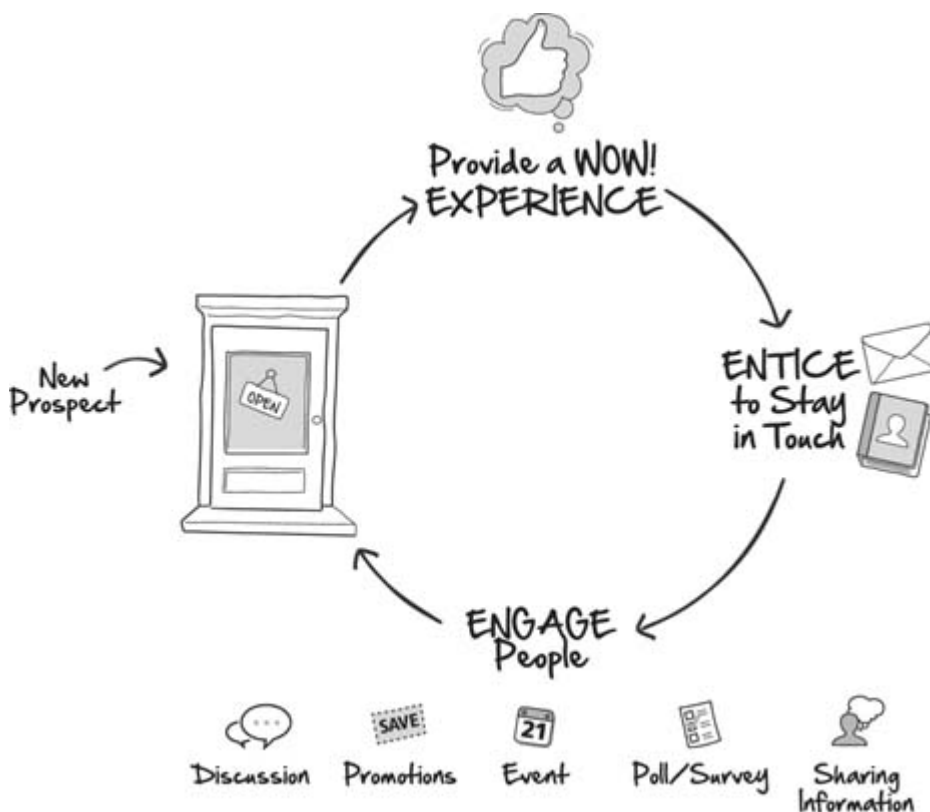 Provide a WOW!
EXPERIENCE
New
Prospect
OPEN
ENTICE
to Stay
in Touch
ENGAGE
People
SAVE
21
Discussion
Promotions
Event
Poll/Survey
Sharing
Information